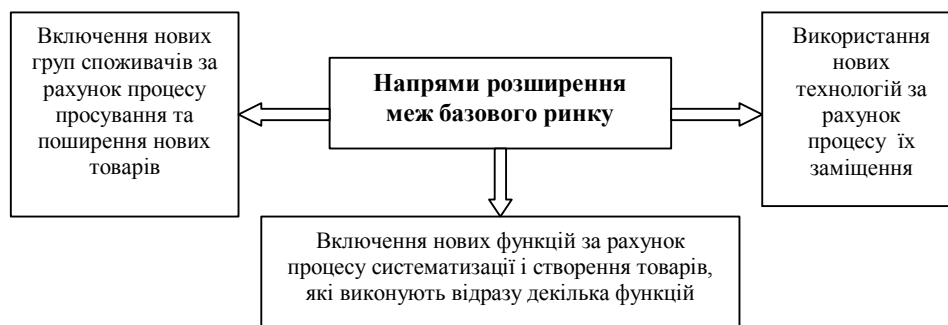 Включення нових
груп споживачів за
рахунок процесу
просування та
поширення нових
товарів
Напрями розширення
меж базового ринку
Використання
нових
технологій за
рахунок
процесу їх
заміщення
Включення нових функцій за рахунок
процесу систематизації і створення товарів,
які виконують відразу декілька функцій